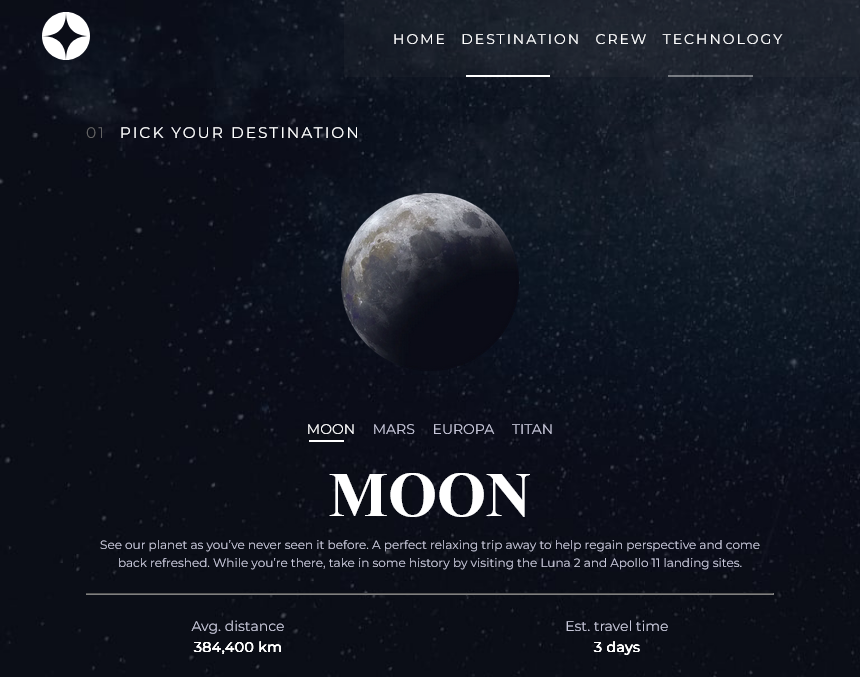 HOME DESTINATION CREW TECHNOLOGY
01 PICK YOUR DESTINATION
MOON MARS EUROPA TITAN
MOON
See our planet as you’ve never seen it before. A perfect relaxing trip away to help regain perspective and come
back refreshed. While you’re there, take in some history by visiting the Luna 2 and Apollo 11 landing sites.
Avg. distance
384,400 km
Est. travel time
3 days